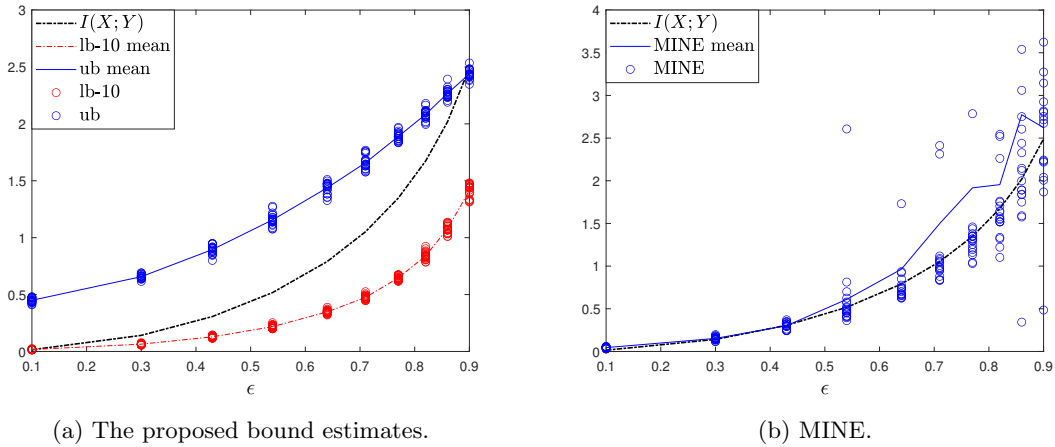 3
2.5
2
1.5
1
0.5
0
0.1 0.2 0.3 0.4 0.5 0.6 0.7 0.8 0.9
ϵ
I(X; Y)
lb-10 mean
ub mean
lb-10
ub
(a) The proposed bound estimates.
4
3.5
3
2.5
2
1.5
1
0.5
0
0.1 0.2 0.3 0.4 0.5 0.6 0.7 0.8 0.9
ϵ
I(X; Y)
MINE mean
MINE
(b) MINE.